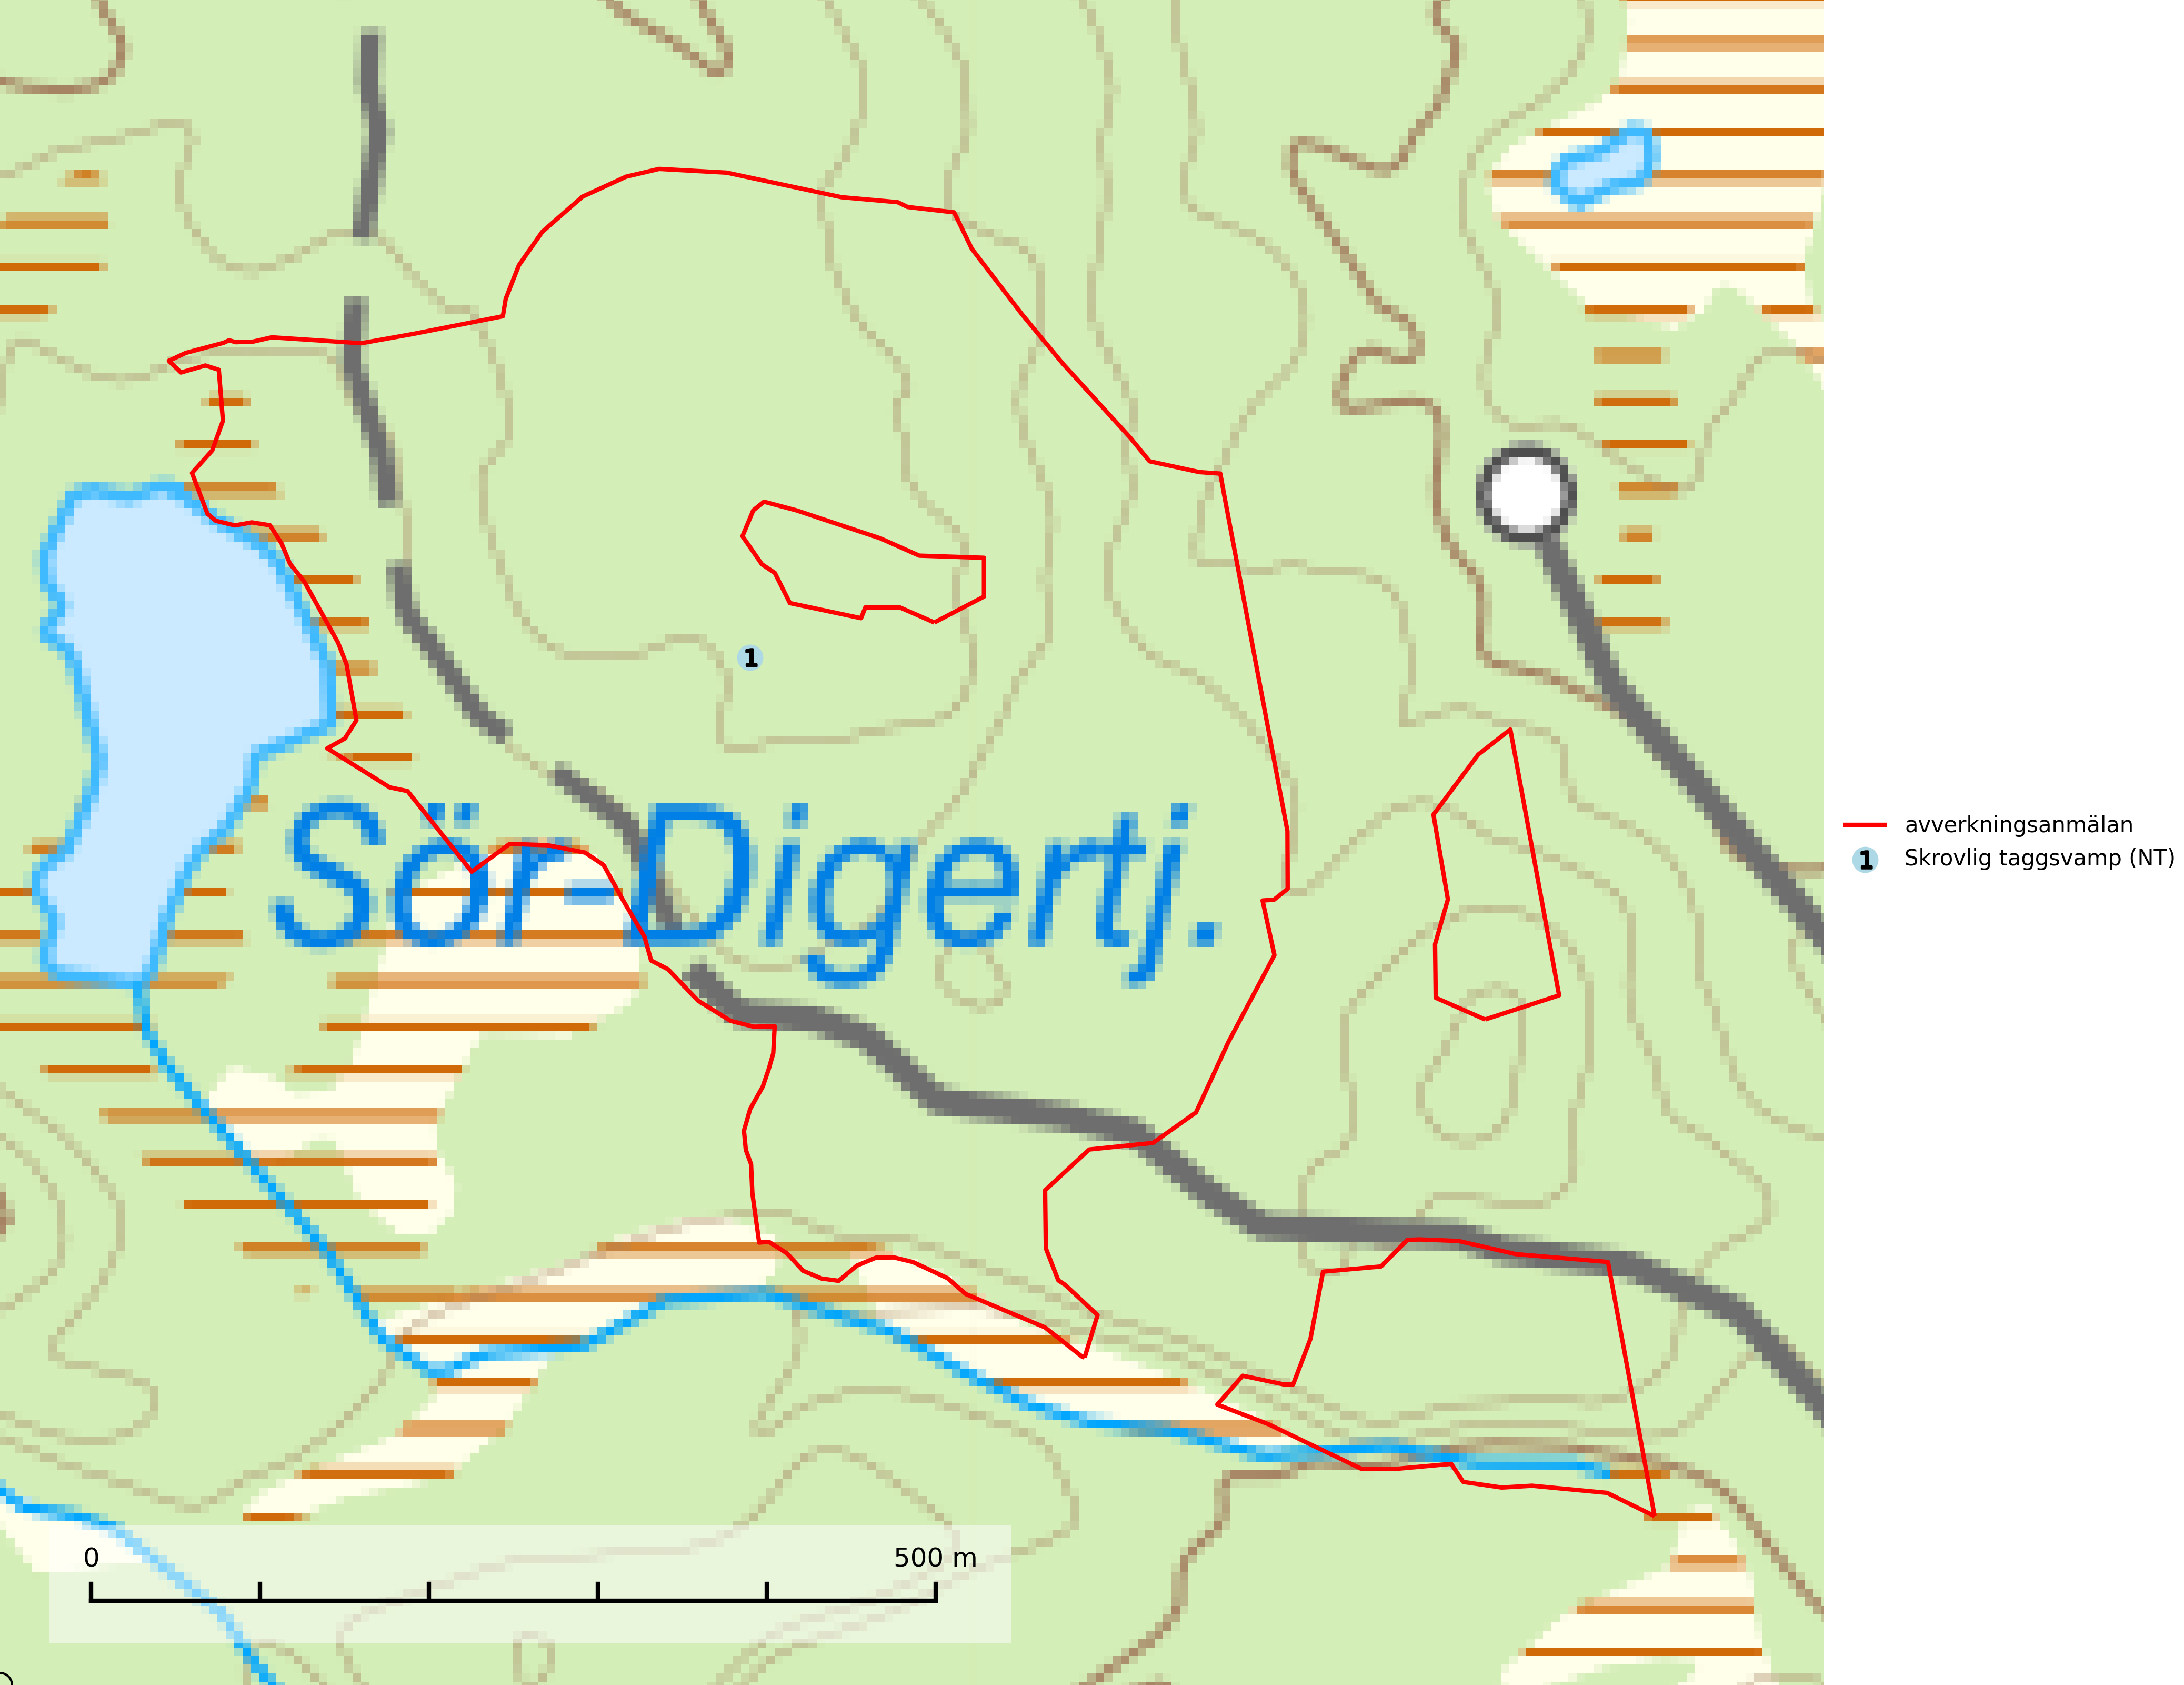 1
Sör-Digertj.
0 500 m
avverkningsanmälan
1 Skrovlig taggsvamp (NT)